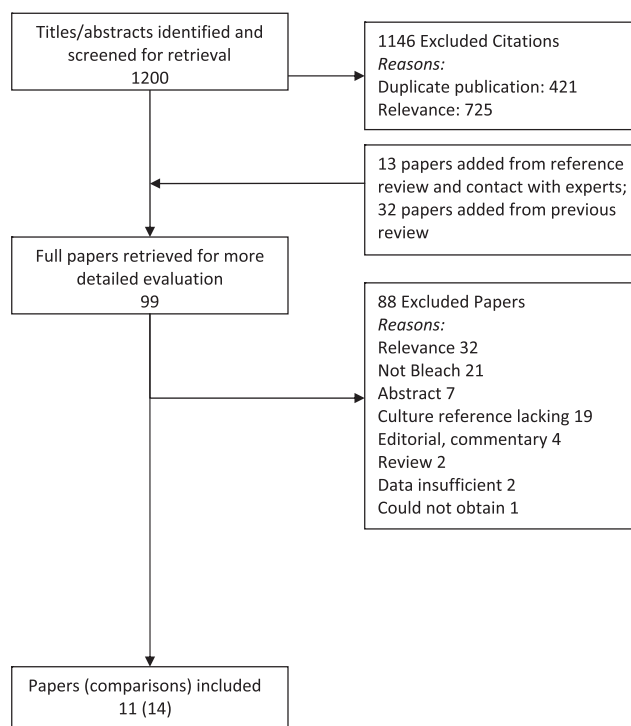 Titles/abstracts identified and
screened for retrieval
1200
1146 Excluded Citations
Reasons:
Duplicate publication: 421
Relevance: 725
13 papers added from reference
review and contact with experts;
32 papers added from previous
review
Full papers retrieved for more
detailed evaluation
99
88 Excluded Papers
Reasons:
Relevance 32
Not Bleach 21
Abstract 7
Culture reference lacking 19
Editorial, commentary 4
Review 2
Data insufficient 2
Could not obtain 1
Papers (comparisons) included
11 (14)